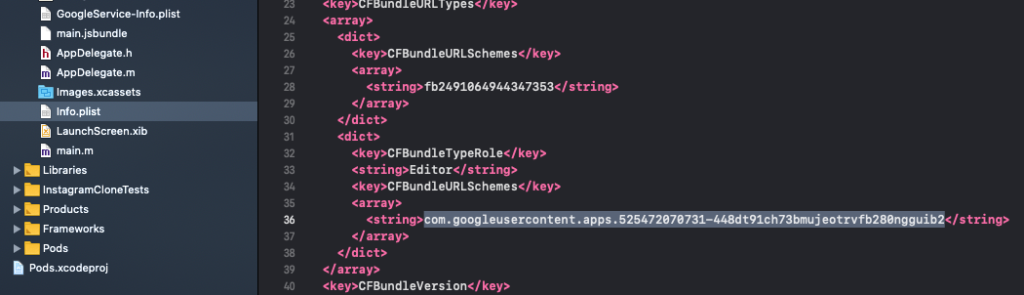 GoogleService-Info.plist
main.jsbundle
AppDelegate.h
AppDelegate.m
Images.xcassets
Info.plist
LaunchScreen.xib
main.m
Libraries
InstagramCloneTests
Products
Frameworks
Pods
Pods.xcodeproj
23 <key>CFBundleURLTypes</key>
24 <array>
25 <dict>
26 <key>CFBundleURLSchemes</key>
27 <array>
28 <string>fb2491064944347353</string>
29 </array>
30 </dict>
31 <dict>
32 <key>CFBundleTypeRole</key>
33 <string>Editor</string>
34 <key>CFBundleURLSchemes</key>
35 <array>
36 <string>com.googleusercontent.apps.525472070731-448dt91ch73bmujeotrvfb280ngguib2</string>
37 </array>
38 </dict>
39 </array>
40 <key>CFBundleVersion</key>